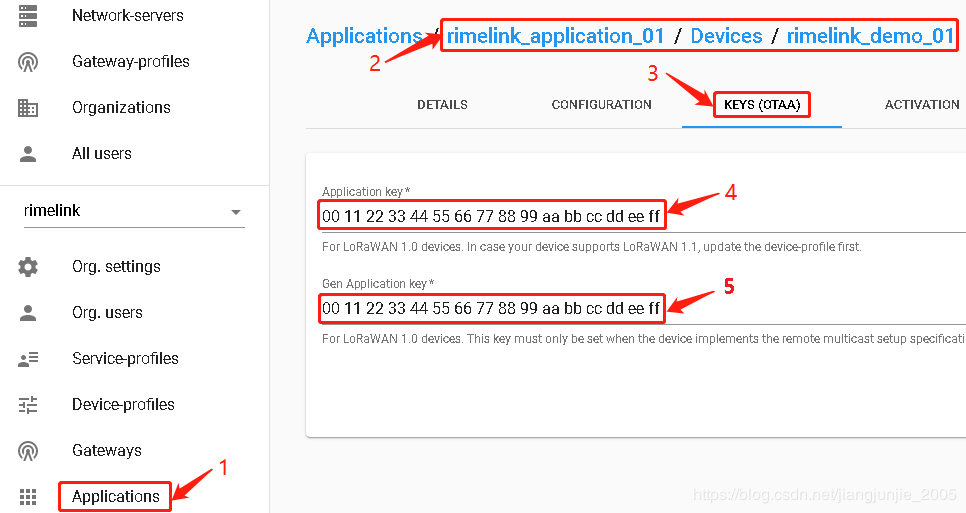 Network-servers
Gateway-profiles
Organizations
All users
rimelink
Org. settings
Org. users
Service-profiles
Device-profiles
Gateways
Applications
1
Applications / rimelink_application_01 / Devices / rimelink_demo_01
2
3
DETAILS CONFIGURATION KEYS (OTAA) ACTIVATION
Application key *
00 11 22 33 44 55 66 77 88 99 aa bb cc dd ee ff
4
For LoRaWAN 1.0 devices. In case your device supports LoRaWAN 1.1, update the device-profile first.
Gen Application key *
00 11 22 33 44 55 66 77 88 99 aa bb cc dd ee ff
5
For LoRaWAN 1.0 devices. This key must only be set when the device implements the remote multicast setup specificati
https://blog.csdn.net/jiangjunjie_2005